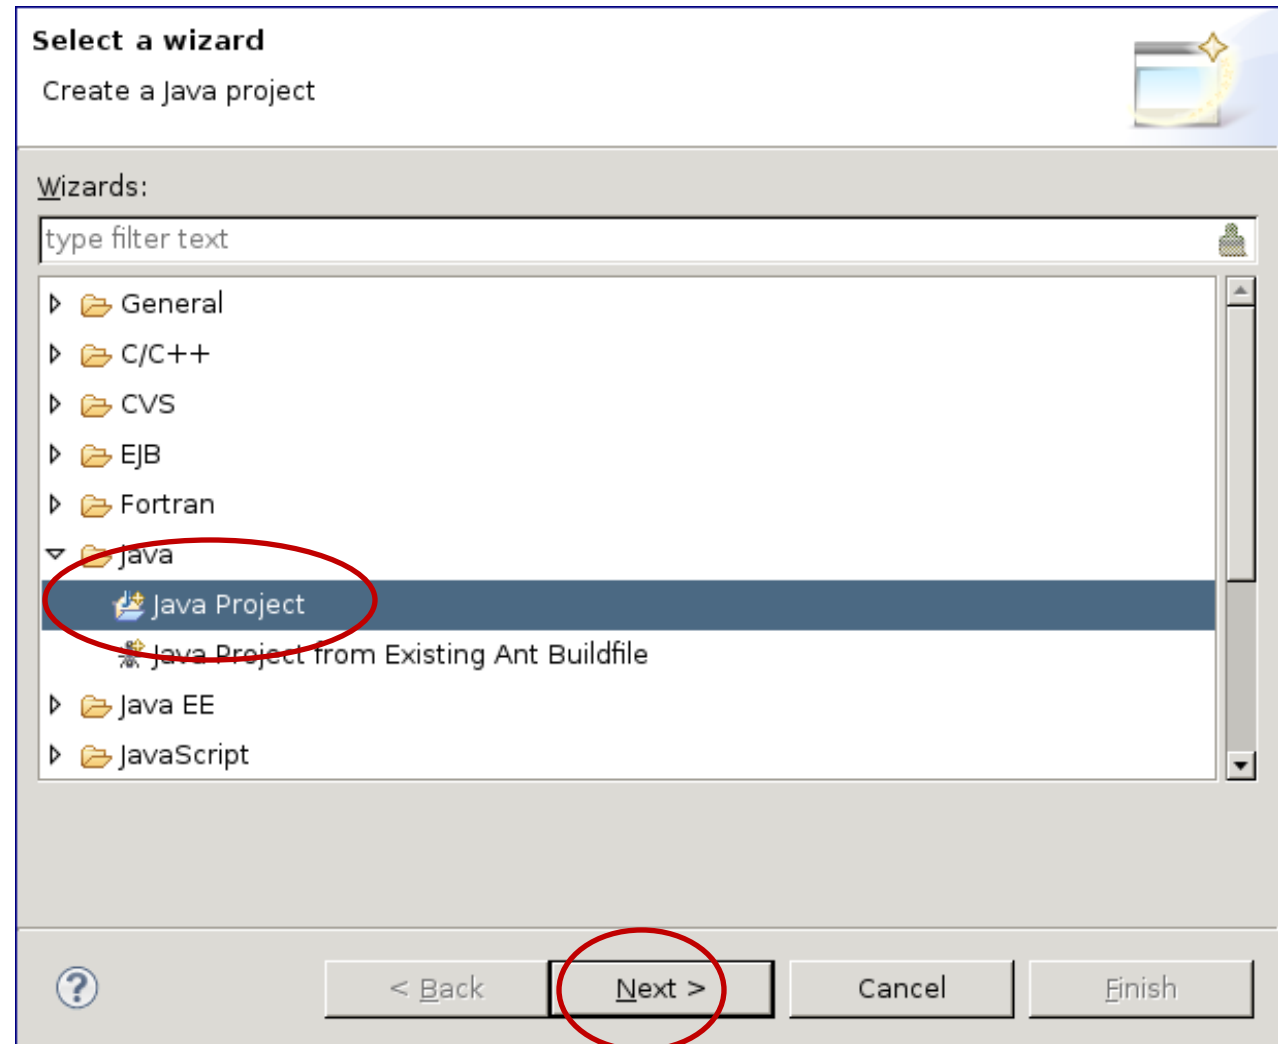 Select a wizard
Create a Java project
Wizards:
type filter text
General
C/C++
CVS
EJB
Fortran
Java
Java Project
Java Project from Existing Ant Buildfile
Java EE
JavaScript
? < Back Next > Cancel Finish